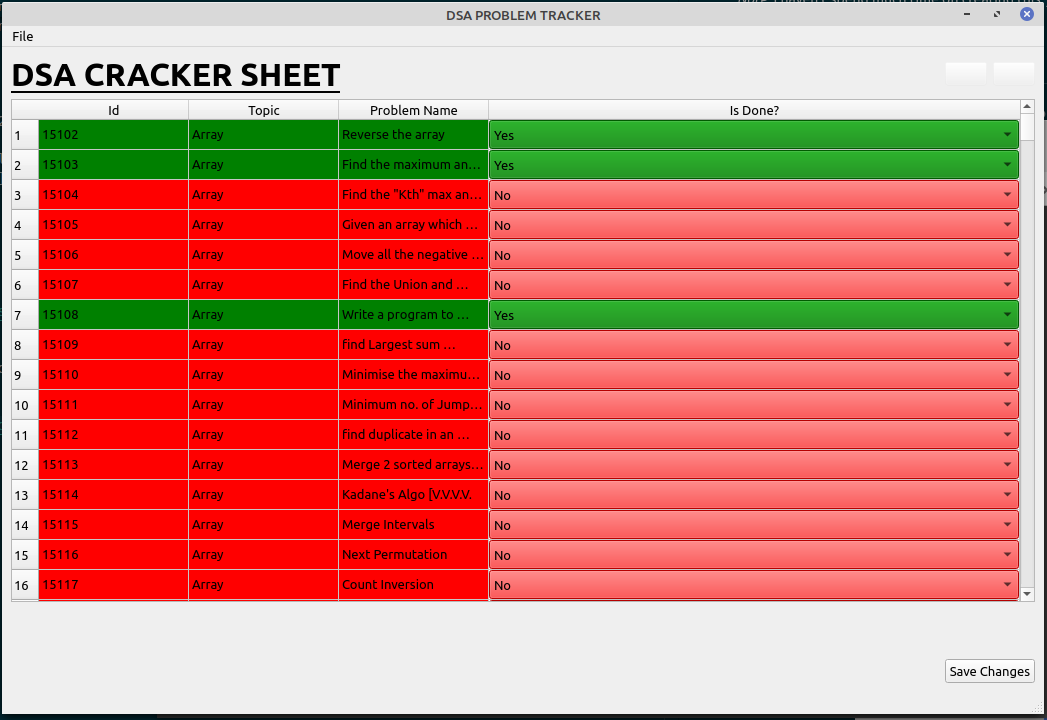 DSA PROBLEM TRACKER
File
DSA CRACKER SHEET
Id Topic Problem Name Is Done?
1 15102 Array Reverse the array Yes
2 15103 Array Find the maximum an... Yes
3 15104 Array Find the "Kth" max an... No
4 15105 Array Given an array which ... No
5 15106 Array Move all the negative ... No
6 15107 Array Find the Union and ... No
7 15108 Array Write a program to ... Yes
8 15109 Array find Largest sum ... No
9 15110 Array Minimise the maximu... No
10 15111 Array Minimum no. of Jump... No
11 15112 Array find duplicate in an ... No
12 15113 Array Merge 2 sorted arrays... No
13 15114 Array Kadane's Algo [V.V.V.V. No
14 15115 Array Merge Intervals No
15 15116 Array Next Permutation No
16 15117 Array Count Inversion No
Save Changes